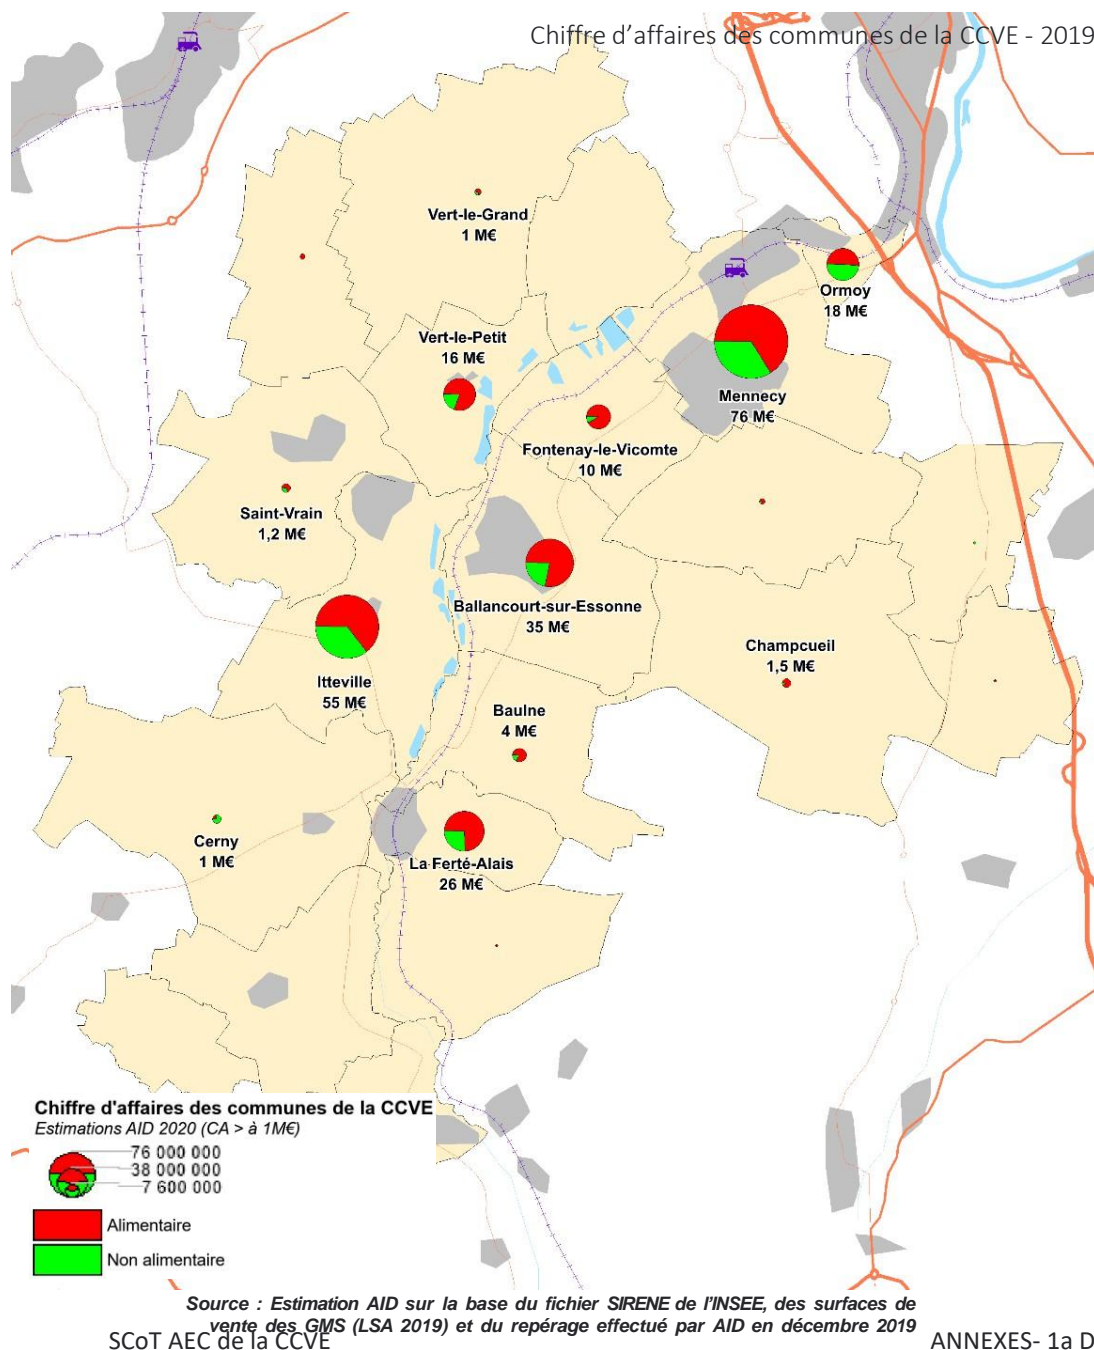 Chiffre d'affaires des communes de la CCVE - 2019
Vert-le-Grand
1 M€
Ormoy
18 M€
Vert-le-Petit
16 M€
Mennecy
76 M€
Fontenay-le-Vicomte
10 M€
Saint-Vrain
1,2 M€
Ballancourt-sur-Essonne
35 M€
Champcueil
1,5 M€
Itteville
55 M€
Baulne
4 M€
Cerny
1 M€
La Ferté-Alais
26 M€
Chiffre d'affaires des communes de la CCVE
Estimations AID 2020 (CA > à 1M€)
76 000 000
38 000 000
7 600 000
Alimentaire
Non alimentaire
Source : Estimation AID sur la base du fichier SIRENE de l'INSEE, des surfaces de
vente des GMS (LSA 2019) et du repérage effectué par AID en décembre 2019
SCoT AEC de la CCVE
ANNEXES- 1a D